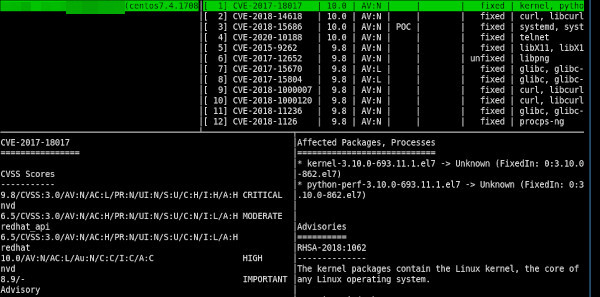 (centos7.4.1708
[ 1] CVE-2017-18017 | 10.0 | AV:N | | | fixed | kernel, pytho
[ 2] CVE-2018-14618 | 10.0 | AV:N | | | fixed | curl, libcurl
[ 3] CVE-2018-15686 | 10.0 | AV:N | POC | | fixed | systemd, syst
[ 4] CVE-2020-10188 | 10.0 | AV:N | | | fixed | telnet
[ 5] CVE-2015-9262 | 9.8 | AV:N | | | fixed | libX11, libX1
[ 6] CVE-2017-12652 | 9.8 | AV:N | | | unfixed | libpng
[ 7] CVE-2017-15670 | 9.8 | AV:L | | | fixed | glibc, glibc-
[ 8] CVE-2017-15804 | 9.8 | AV:L | | | fixed | glibc, glibc-
[ 9] CVE-2018-1000007 | 9.8 | AV:N | | | fixed | curl, libcurl
[ 10] CVE-2018-1000120 | 9.8 | AV:N | | | fixed | curl, libcurl
[ 11] CVE-2018-11236 | 9.8 | AV:N | | | fixed | glibc, glibc-
[ 12] CVE-2018-1126 | 9.8 | AV:N | | | fixed | procps-ng
CVE-2017-18017
================
CVSS Scores
-----------
9.8/CVSS:3.0/AV:N/AC:L/PR:N/UI:N/S:U/C:H/I:H/A:H CRITICAL
nvd
6.5/CVSS:3.0/AV:N/AC:H/PR:N/UI:N/S:U/C:N/I:L/A:H MODERATE
redhat_api
6.5/CVSS:3.0/AV:N/AC:H/PR:N/UI:N/S:U/C:N/I:L/A:H
redhat
10.0/AV:N/AC:L/Au:N/C:C/I:C/A:C HIGH
nvd
8.9/- IMPORTANT
Advisory
Affected Packages, Processes
============================
* kernel-3.10.0-693.11.1.el7 -> Unknown (FixedIn: 0:3.10.0
-862.el7)
* python-perf-3.10.0-693.11.1.el7 -> Unknown (FixedIn: 0:3
.10.0-862.el7)
Advisories
==========
RHSA-2018:1062
--------------
The kernel packages contain the Linux kernel, the core of
any Linux operating system.